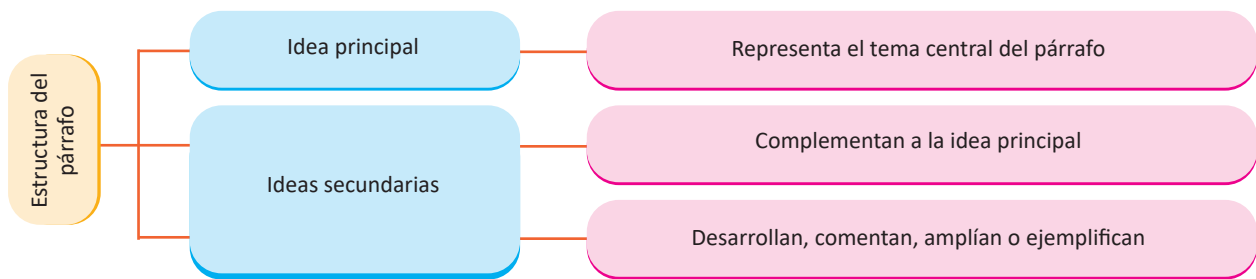 Estructura del
párrafo
Idea principal
Representa el tema central del párrafo
Ideas secundarias
Complementan a la idea principal
Desarrollan, comentan, amplían o ejemplifican